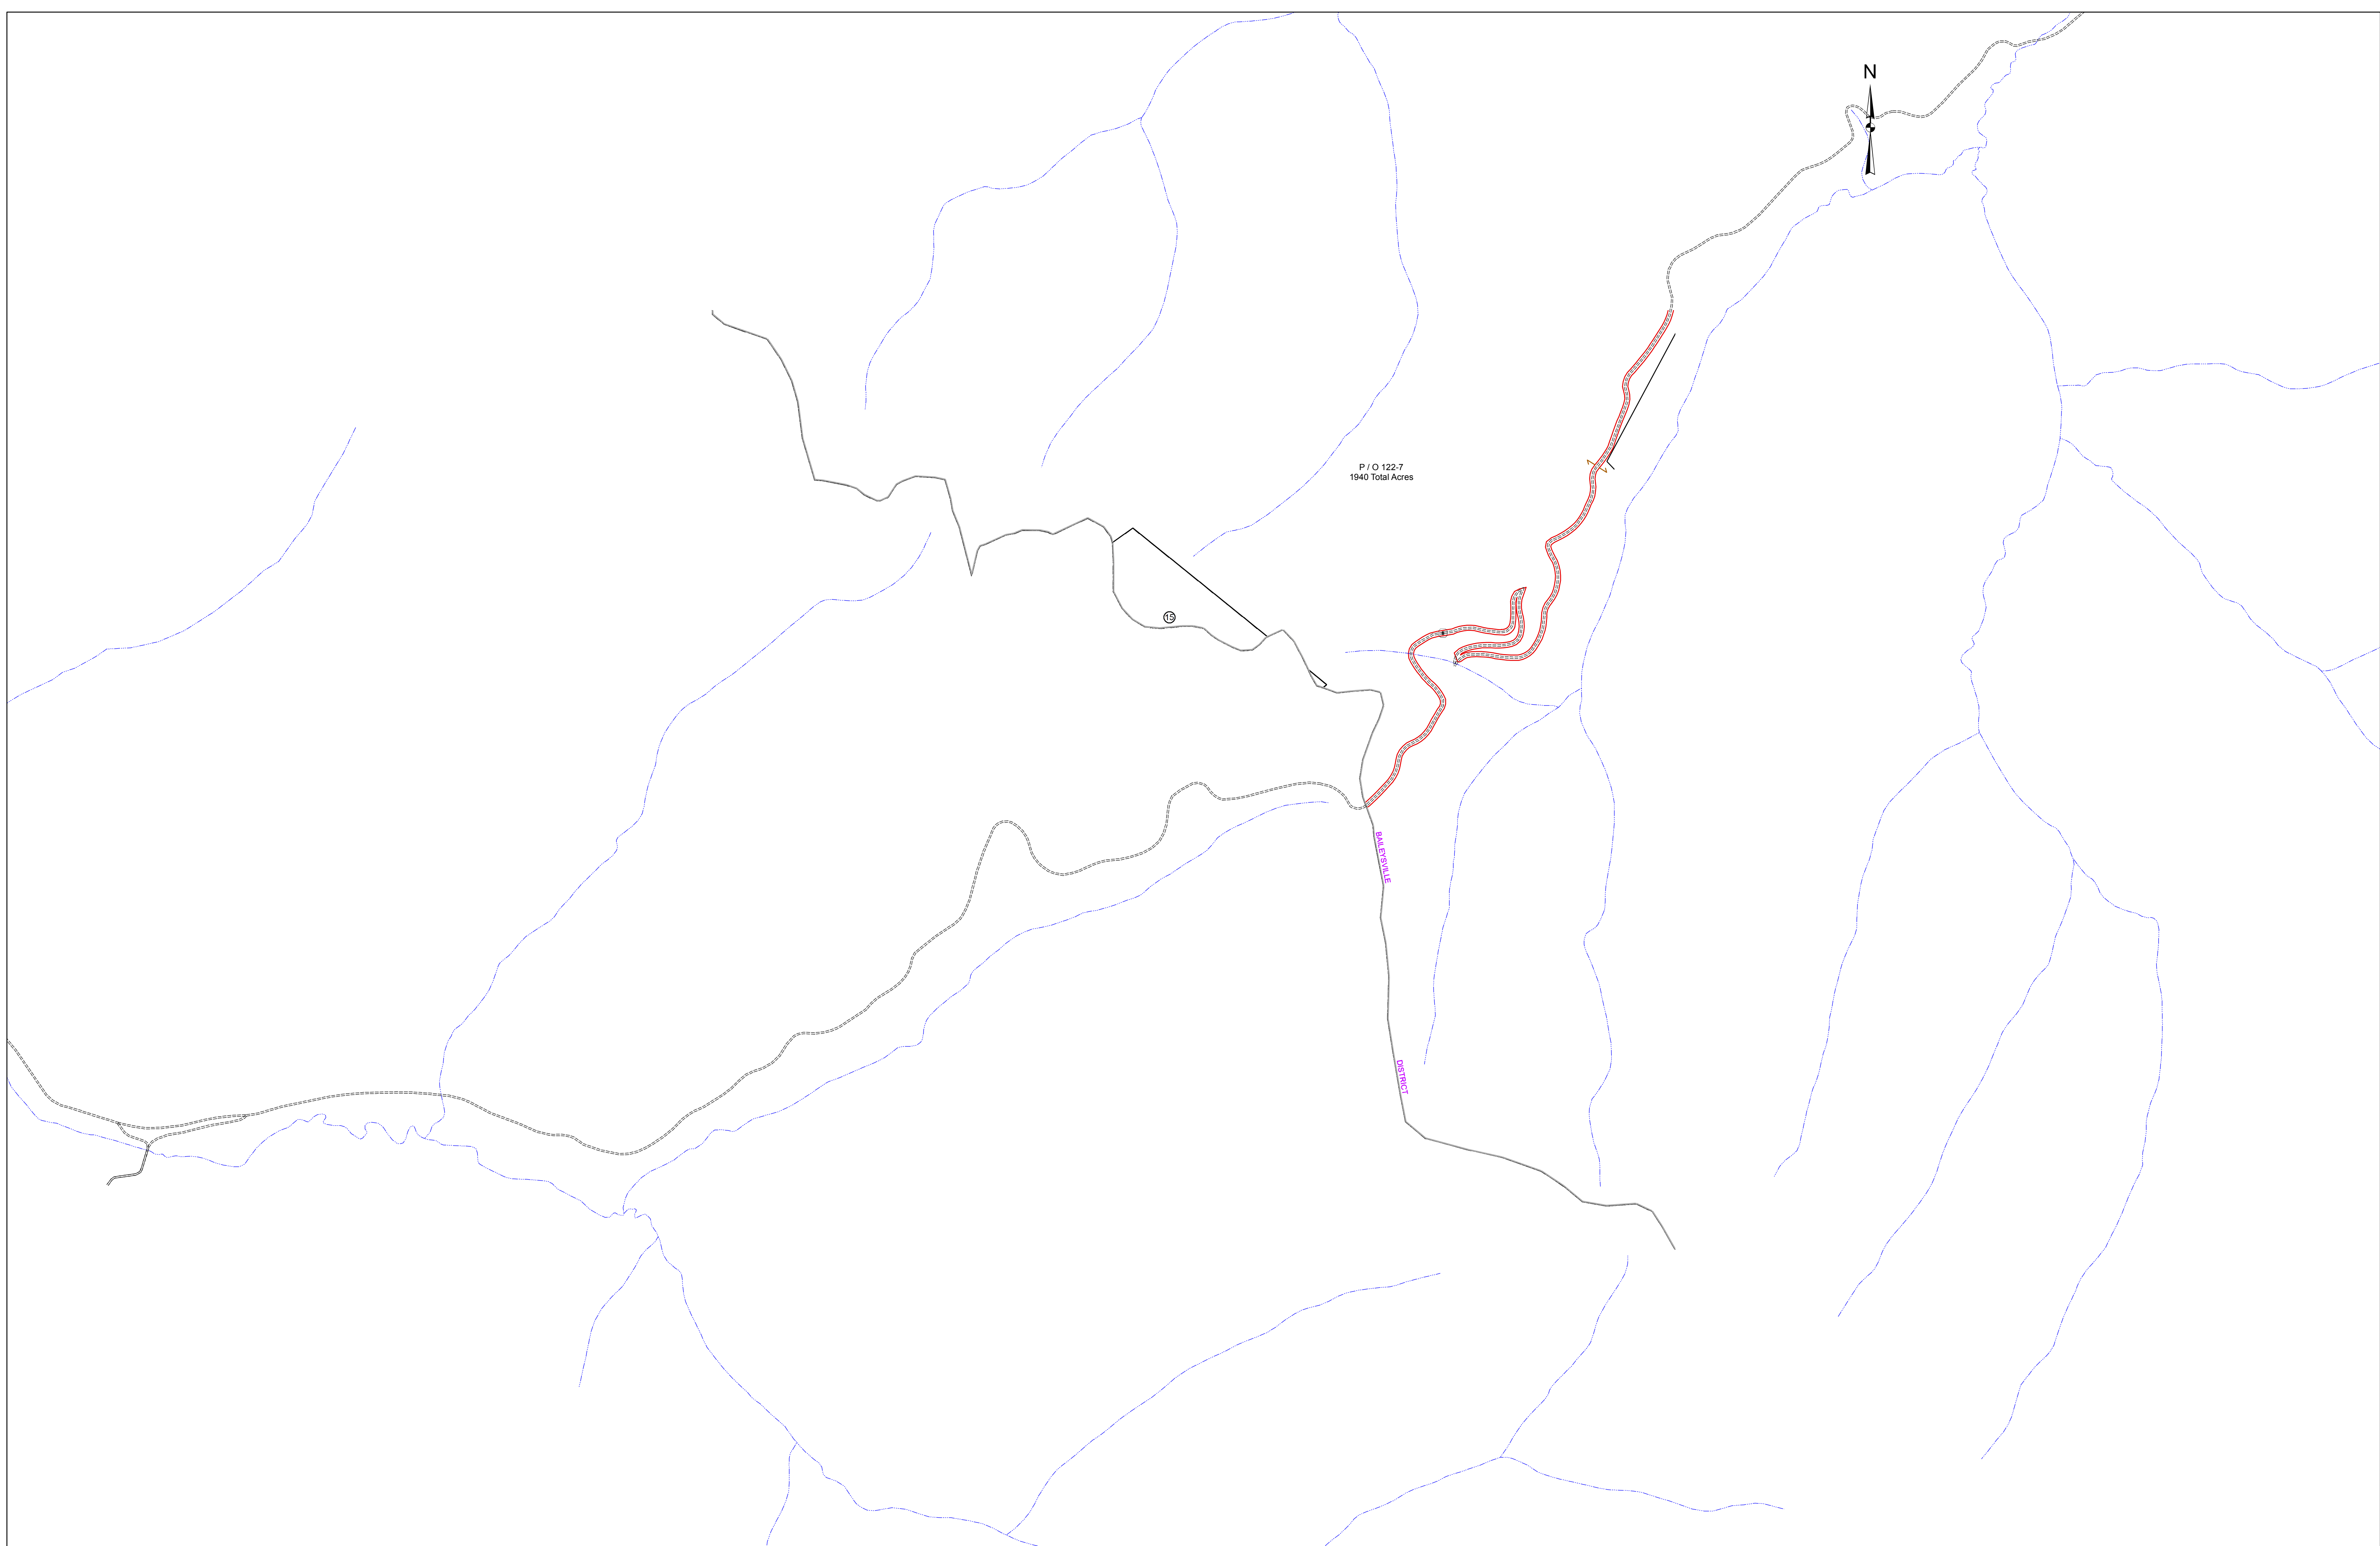 N
P / O 122-7
1940 Total Acres
15
BAILEYSVILLE
DISTRICT